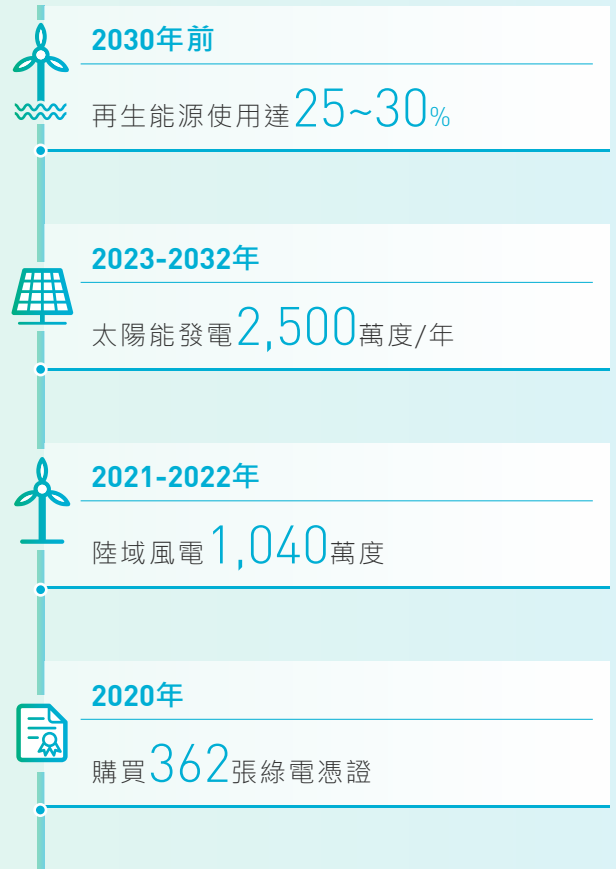 2030年前
再生能源使用達25~30%
2023-2032年
太陽能發電2,500萬度/年
2021-2022年
陸域風電1,040萬度
2020年
購買362張綠電憑證